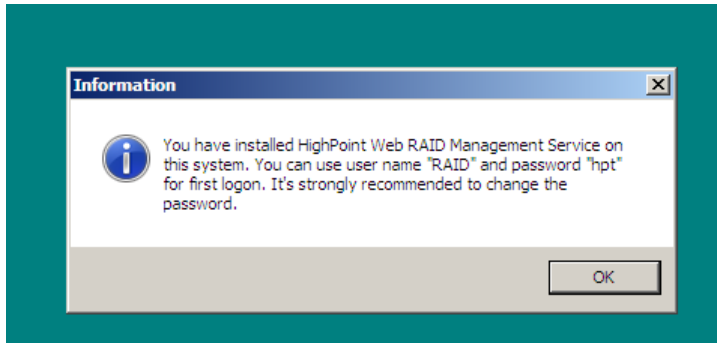 Information
You have installed HighPoint Web RAID Management Service on
this system. You can use user name "RAID" and password "hpt"
for first logon. It's strongly recommended to change the
password.
OK